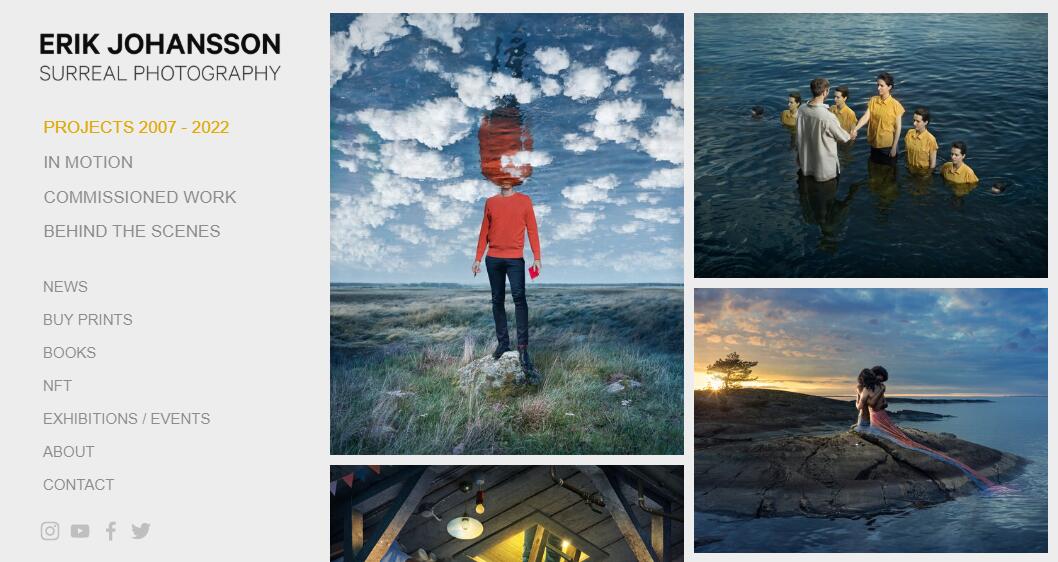 ERIK JOHANSSON
SURREAL PHOTOGRAPHY
PROJECTS 2007 - 2022
IN MOTION
COMMISSIONED WORK
BEHIND THE SCENES
NEWS
BUY PRINTS
BOOKS
NFT
EXHIBITIONS / EVENTS
ABOUT
CONTACT